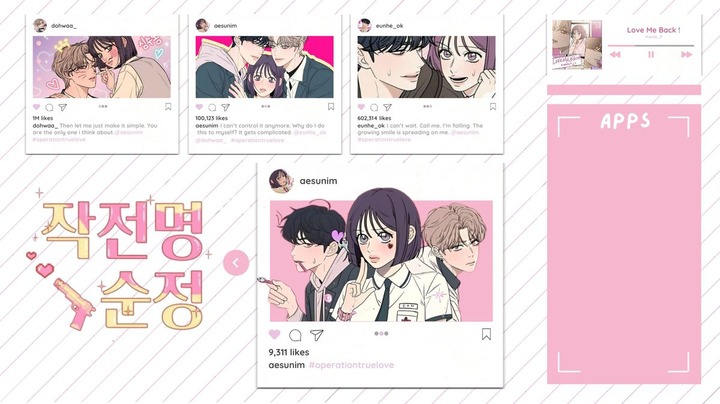 dohwaa_
1M likes
dohwaa_ Then let me just make it simple. You
are the only one i think about. @aesunim
#operationtruelove
aesunim
100,123 likes
aesunim I can't control it anymore. Why do i do
this to myself? It gets complicated. @eunhe_ok
@dohwaa_ #operationtruelove
eunhe_ok
602,314 likes
eunhe_ok I can't wait. Call me. I'm falling. The
growing smile is spreading on me. @aesunim
#operationtruelove
Love Me Back !
APPS
작전명
순정
aesunim
9,311 likes
aesunim #operationtruelove